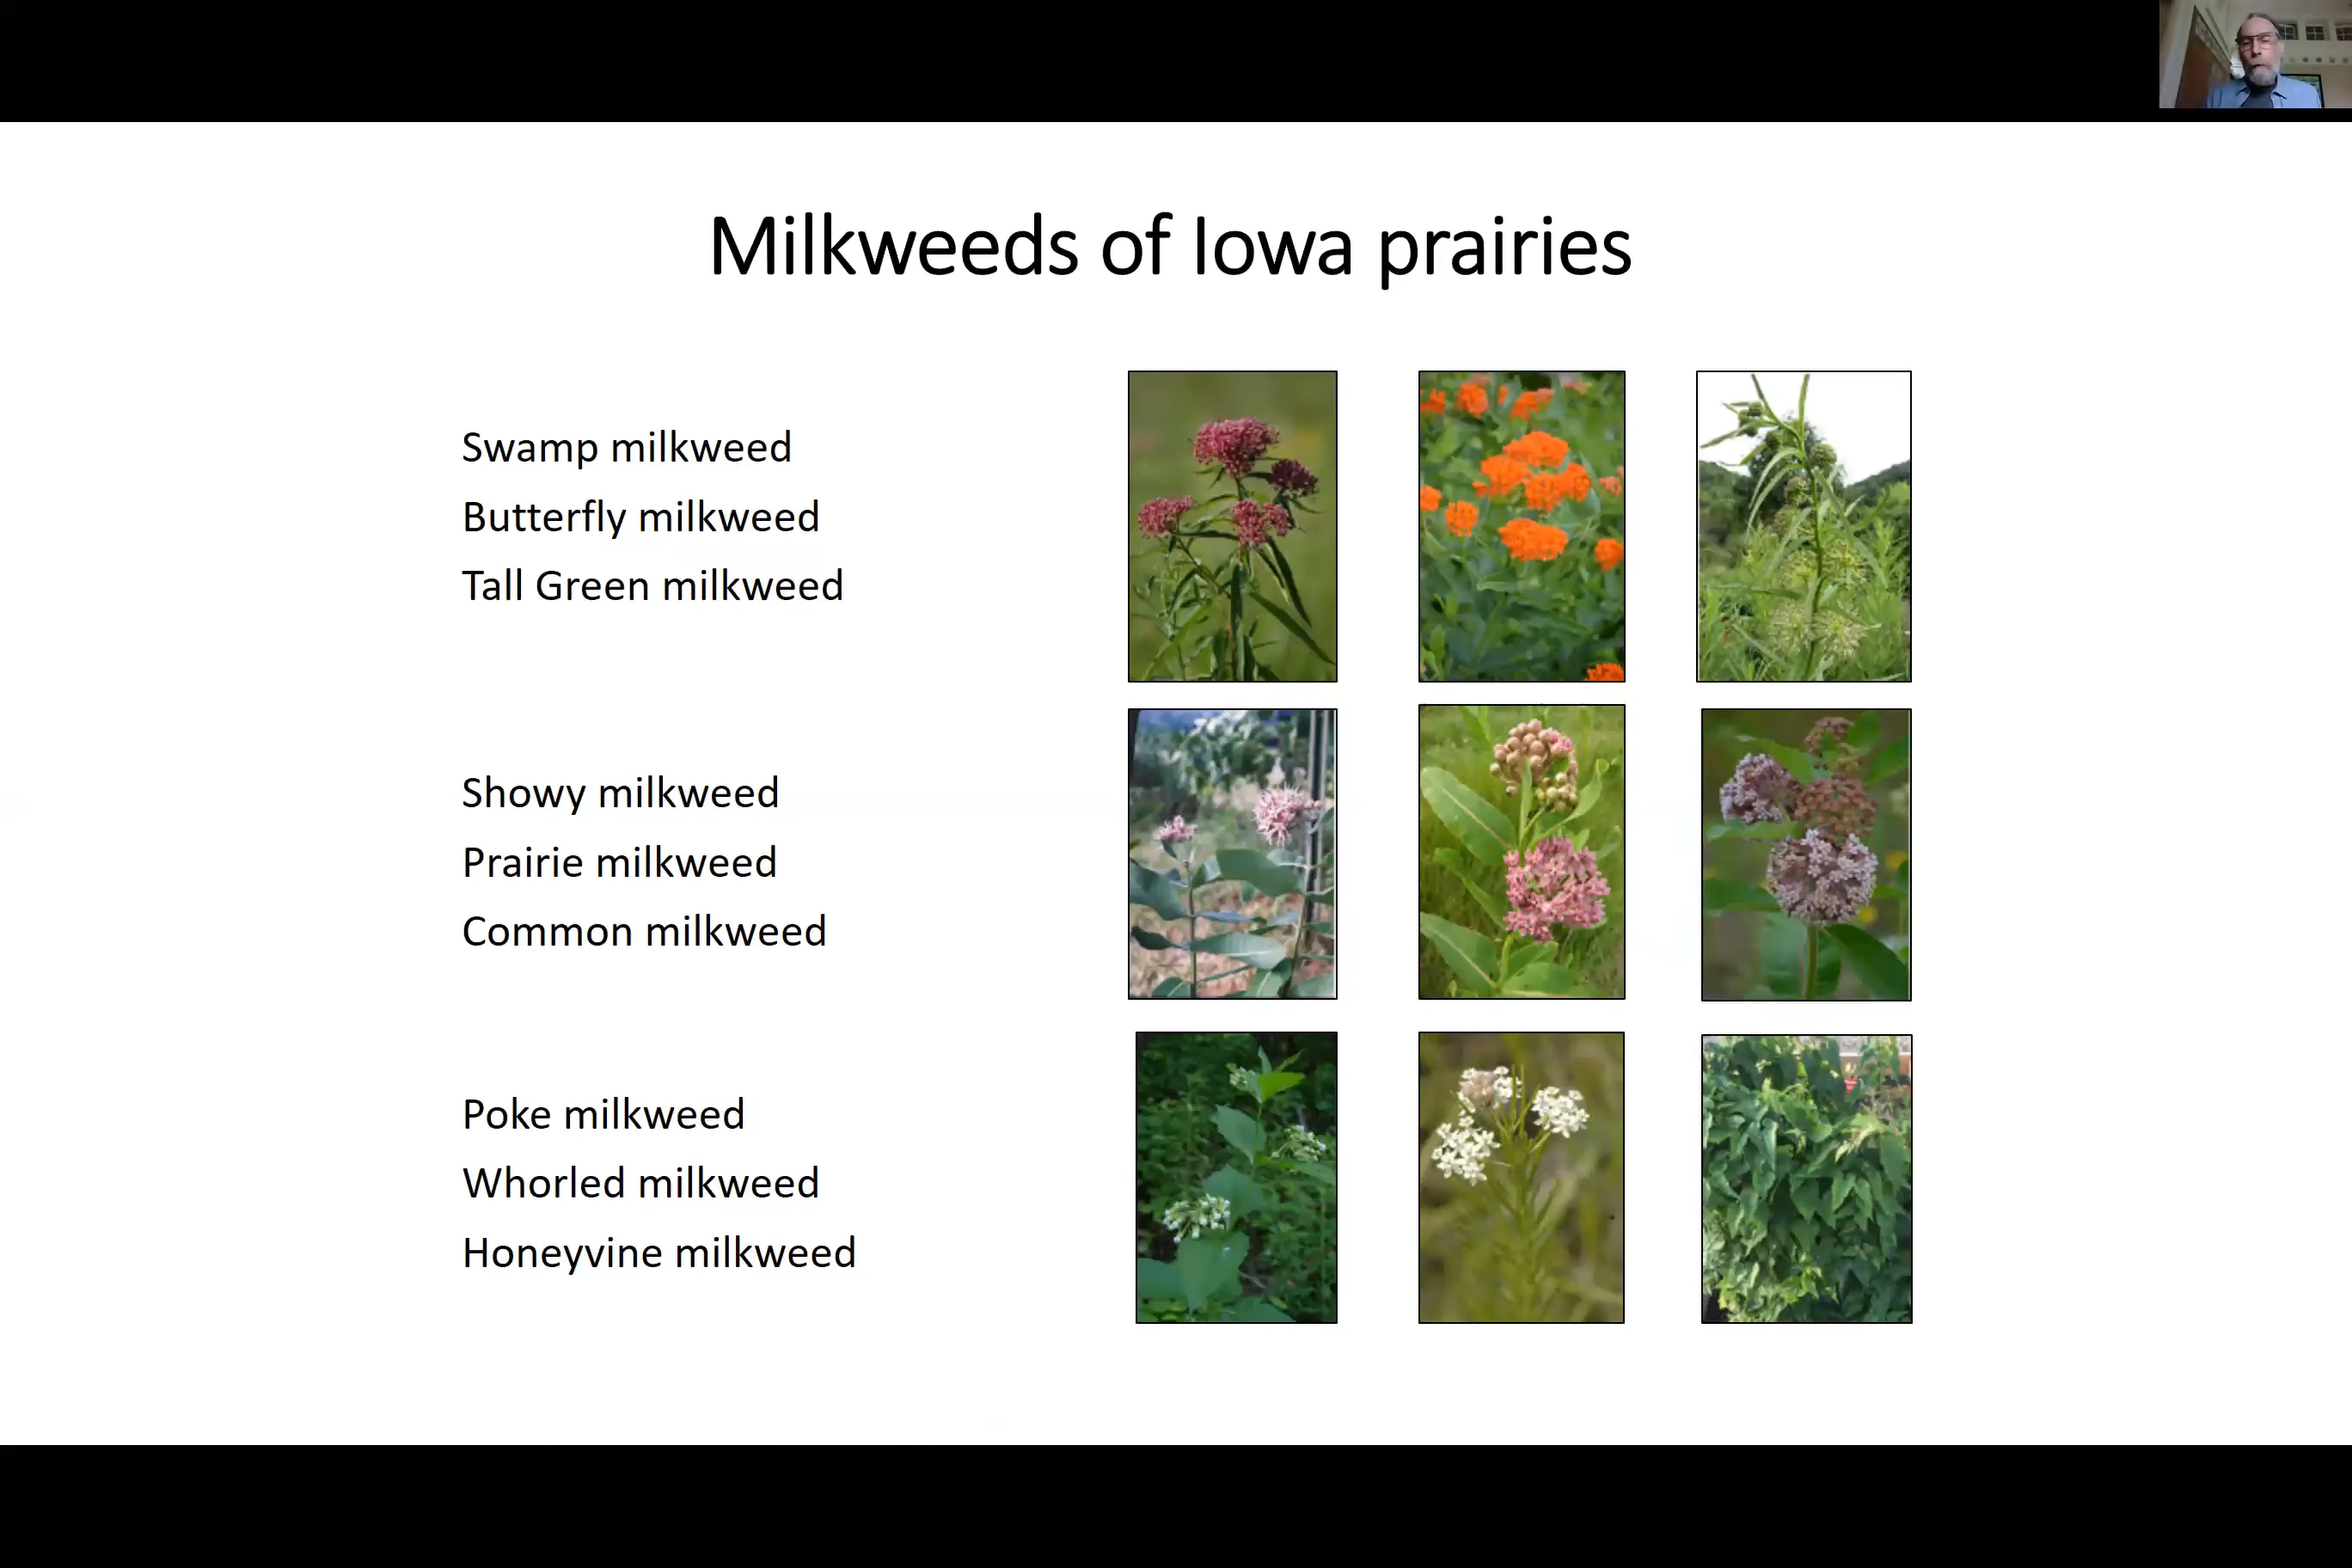 Milkweeds of Iowa prairies
Swamp milkweed
Butterfly milkweed
Tall Green milkweed
Showy milkweed
Prairie milkweed
Common milkweed
Poke milkweed
Whorled milkweed
Honeyvine milkweed